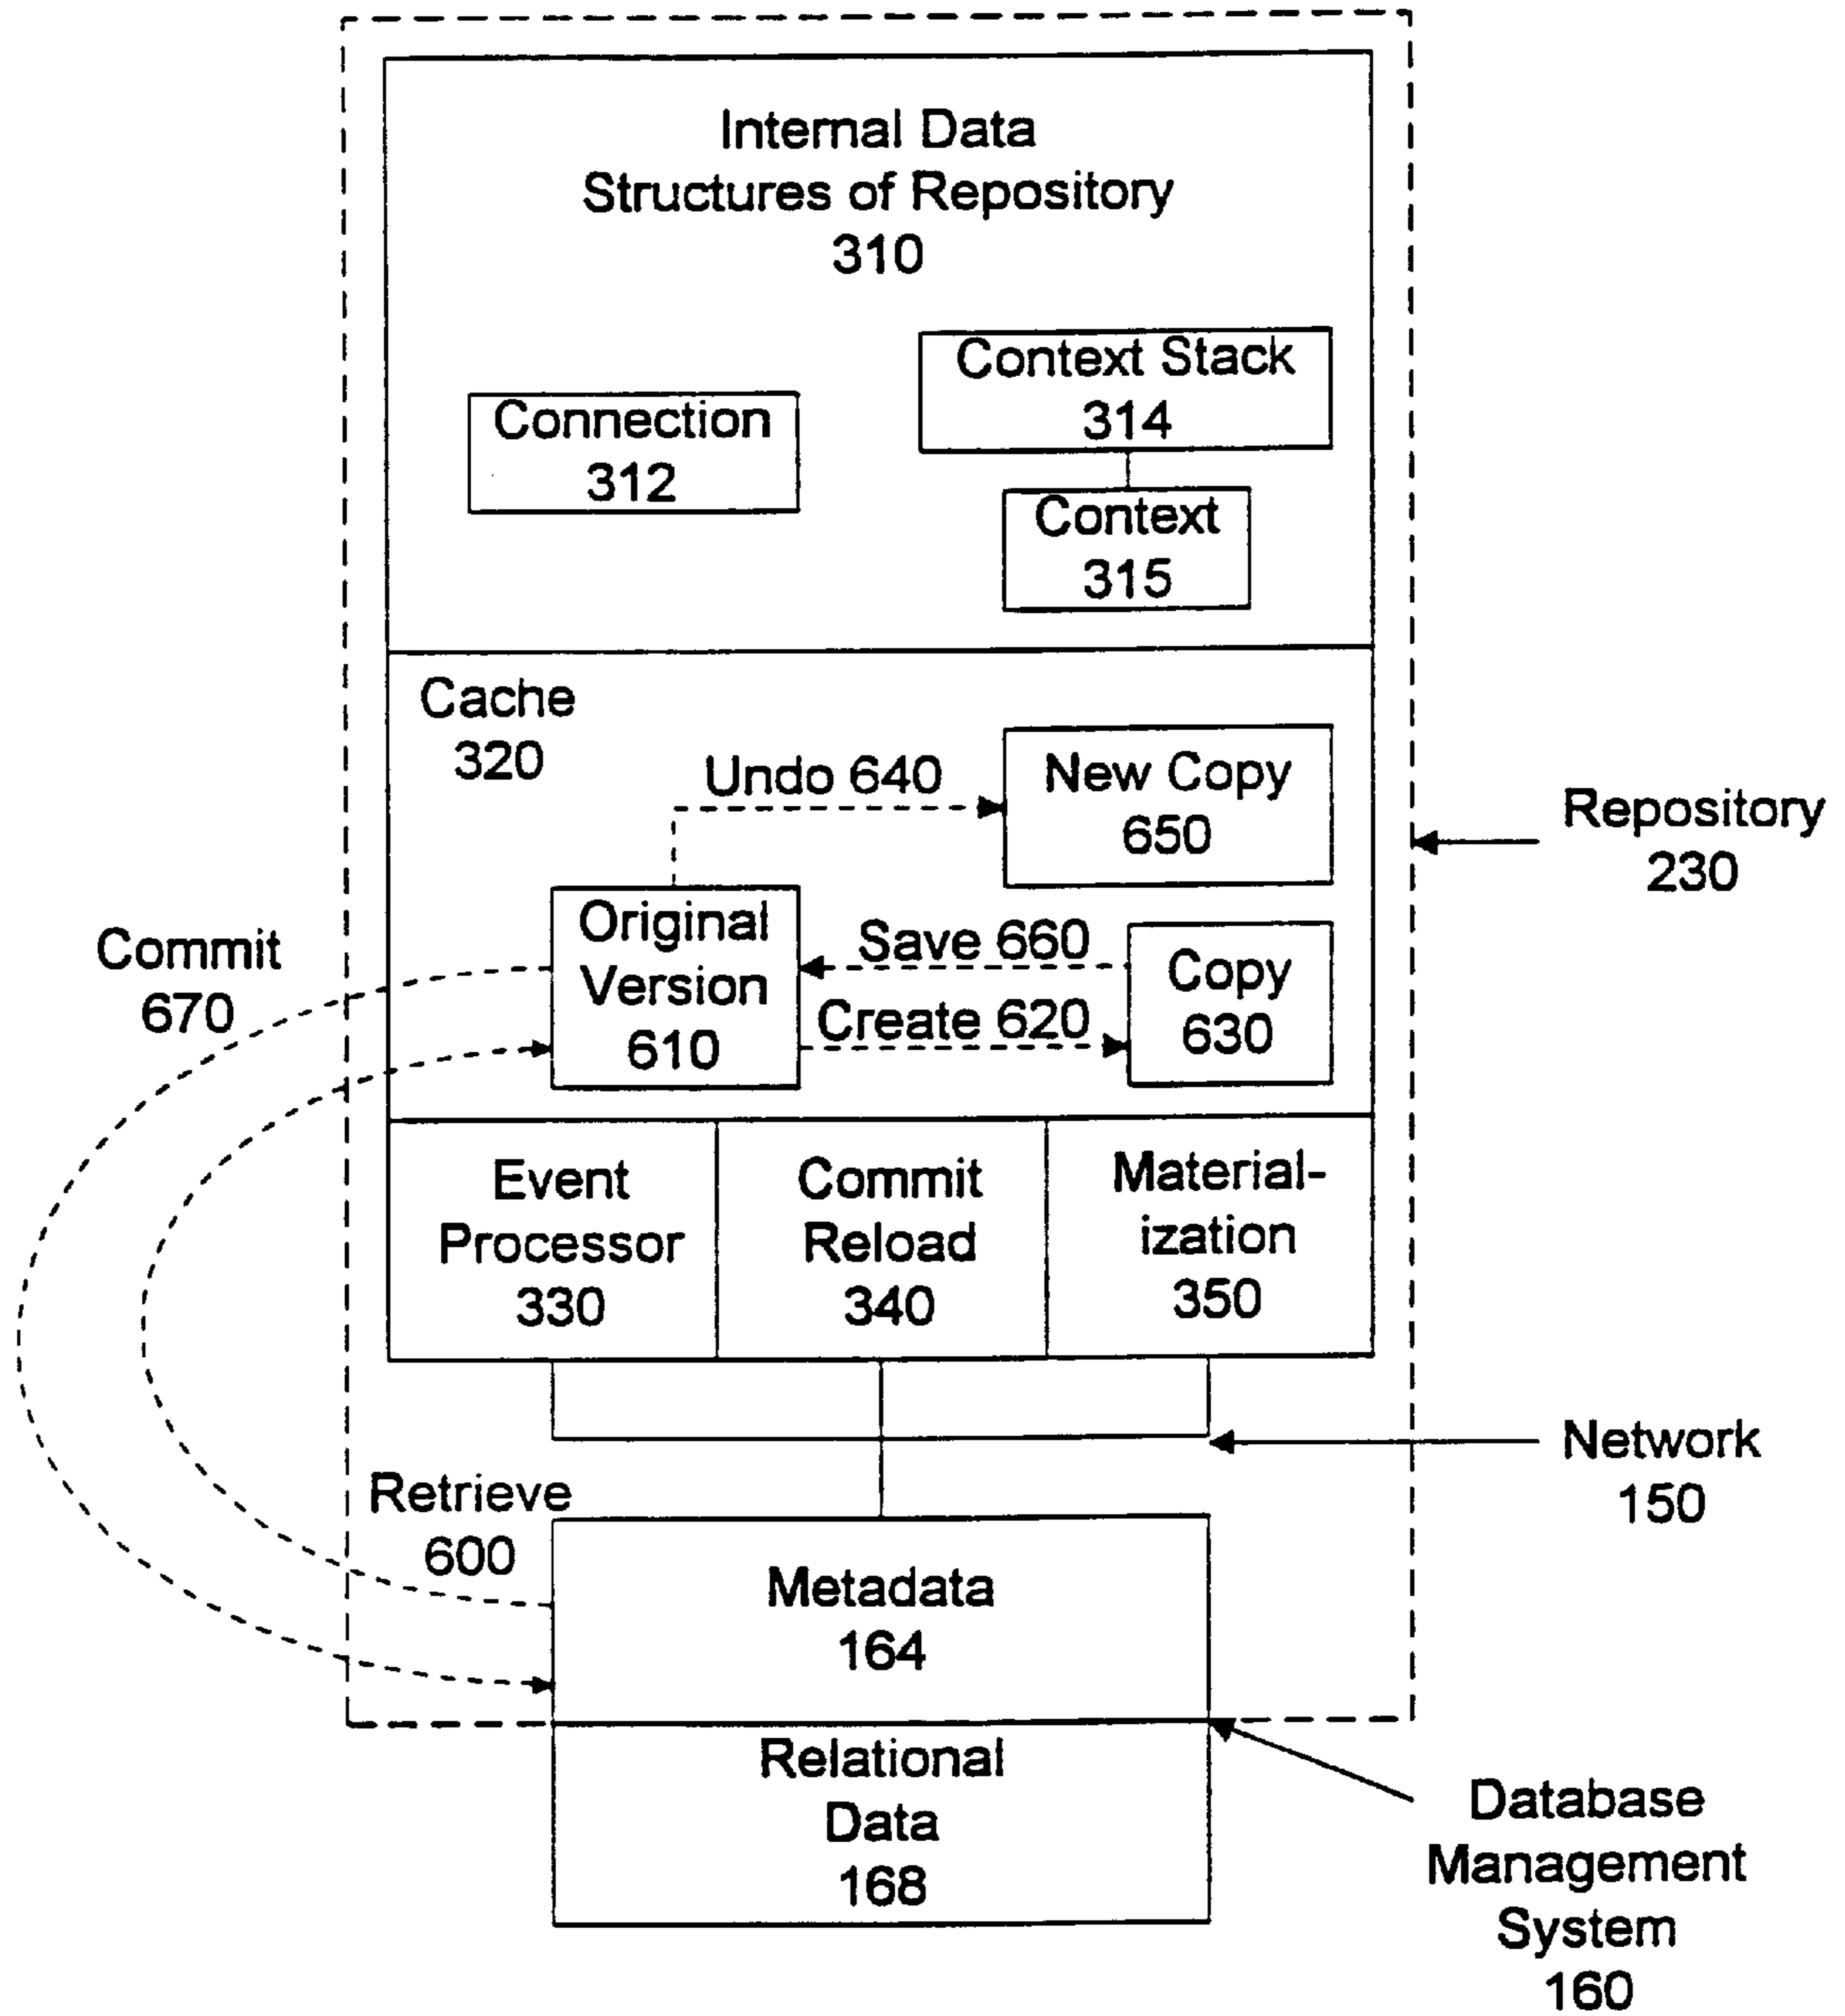 Internal Data
Structures of Repository
310
Context Stack
314
Connection
312
Context
315
Cache
320
Undo 640
New Copy
650
Repository
230
Commit
670
Original
Version
610
Save 660
Create 620
Copy
630
Event
Processor
330
Commit
Reload
340
Material-
ization
350
Network
150
Retrieve
600
Metadata
164
Relational
Data
168
Database
Management
System
160